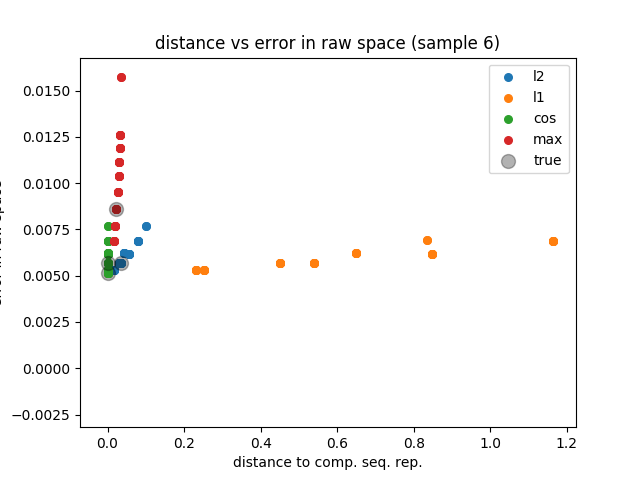 distance vs error in raw space (sample 6)
0.0150
0.0125
0.0100
0.0075
0.0050
0.0025
0.0000
−0.0025
l2
l1
cos
max
true
0.0
0.2
0.4
0.6
0.8
1.0
1.2
distance to comp. seq. rep.